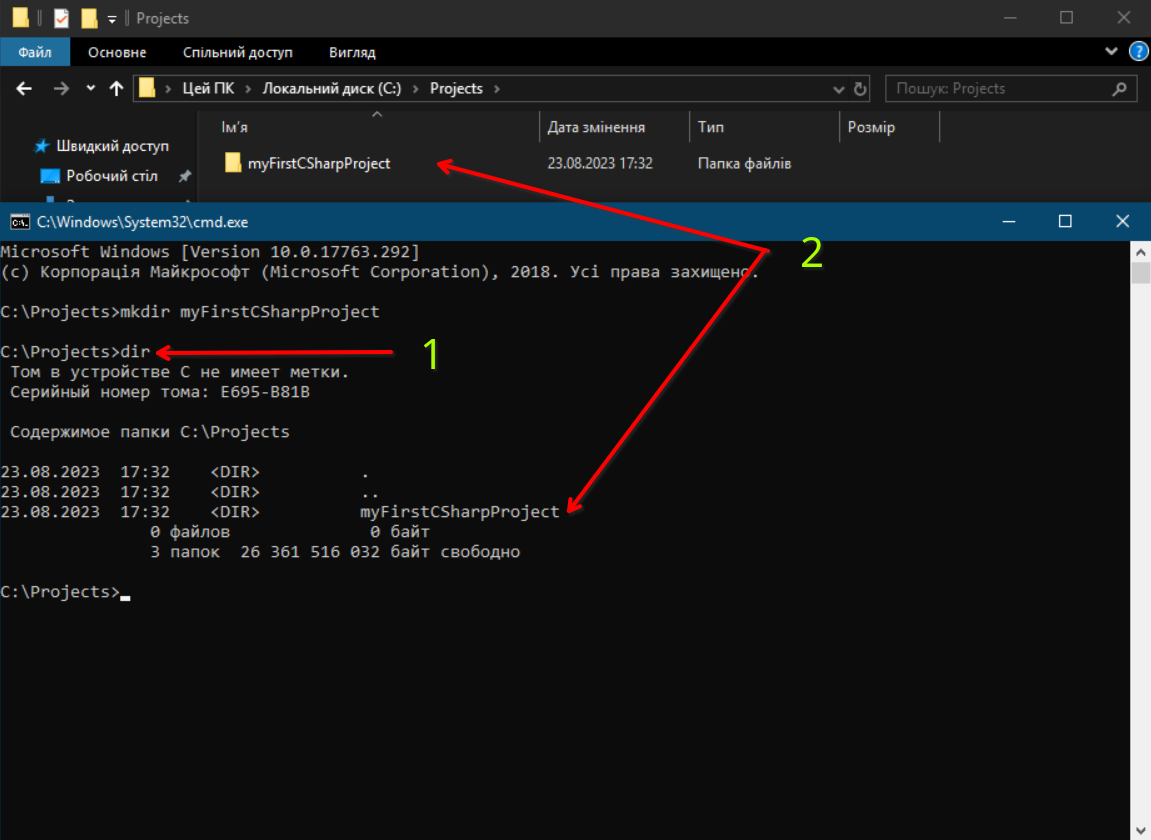 Projects
Файл Основне Спільний доступ Вигляд
Цей ПК Локальний диск (C:) Projects
Пошук: Projects
Ім'я Дата змінення Тип Розмір
Швидкий доступ
myFirstCSharpProject 23.08.2023 17:32 Папка файлів
Робочий стіл
C:\Windows\System32\cmd.exe
Microsoft Windows [Version 10.0.17763.292]
(c) Корпорація Майкрософт (Microsoft Corporation), 2018. Усі права захищено.
2
C:\Projects>mkdir myFirstCSharpProject
C:\Projects>dir
1
Том в устройстве C не имеет метки.
Серийный номер тома: E695-B81B
Содержимое папки C:\Projects
23.08.2023 17:32 <DIR> .
23.08.2023 17:32 <DIR> ..
23.08.2023 17:32 <DIR> myFirstCSharpProject
0 файлов 0 байт
3 папок 26 361 516 032 байт свободно
C:\Projects>